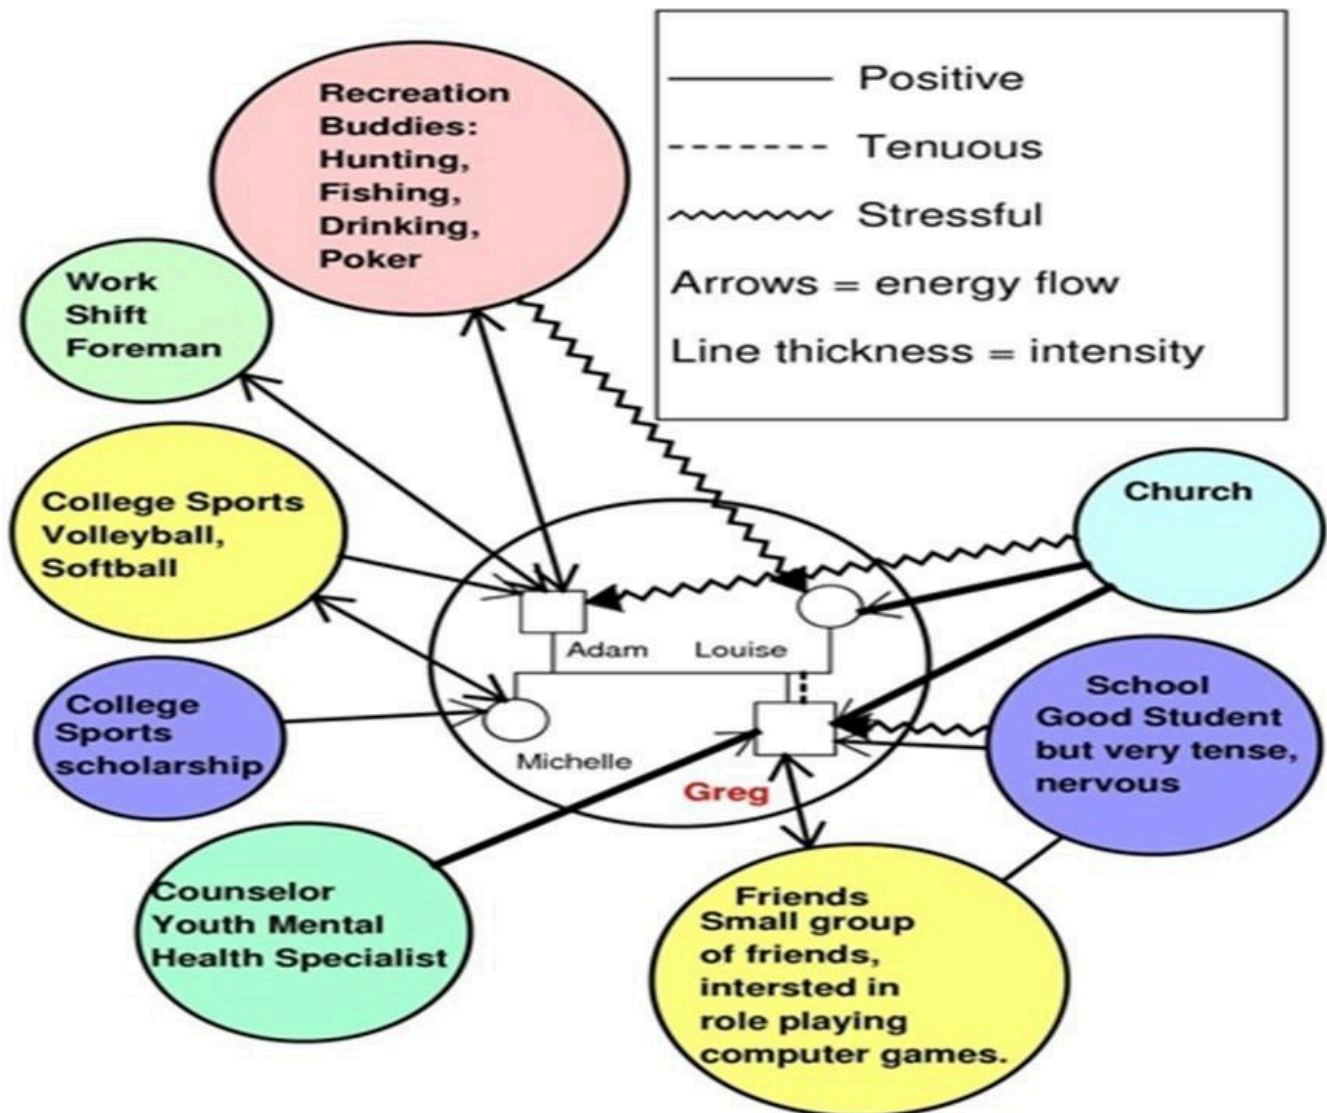 Recreation
Buddies:
Hunting,
Fishing,
Drinking,
Poker
Positive
Tenuous
Stressful
Arrows = energy flow
Line thickness = intensity
Work
Shift
Foreman
College Sports
Volleyball,
Softball
Church
Adam
Louise
College
Sports
scholarship
Michelle
Greg
School
Good Student
but very tense,
nervous
Counselor
Youth Mental
Health Specialist
Friends
Small group
of friends,
intersted in
role playing
computer games.